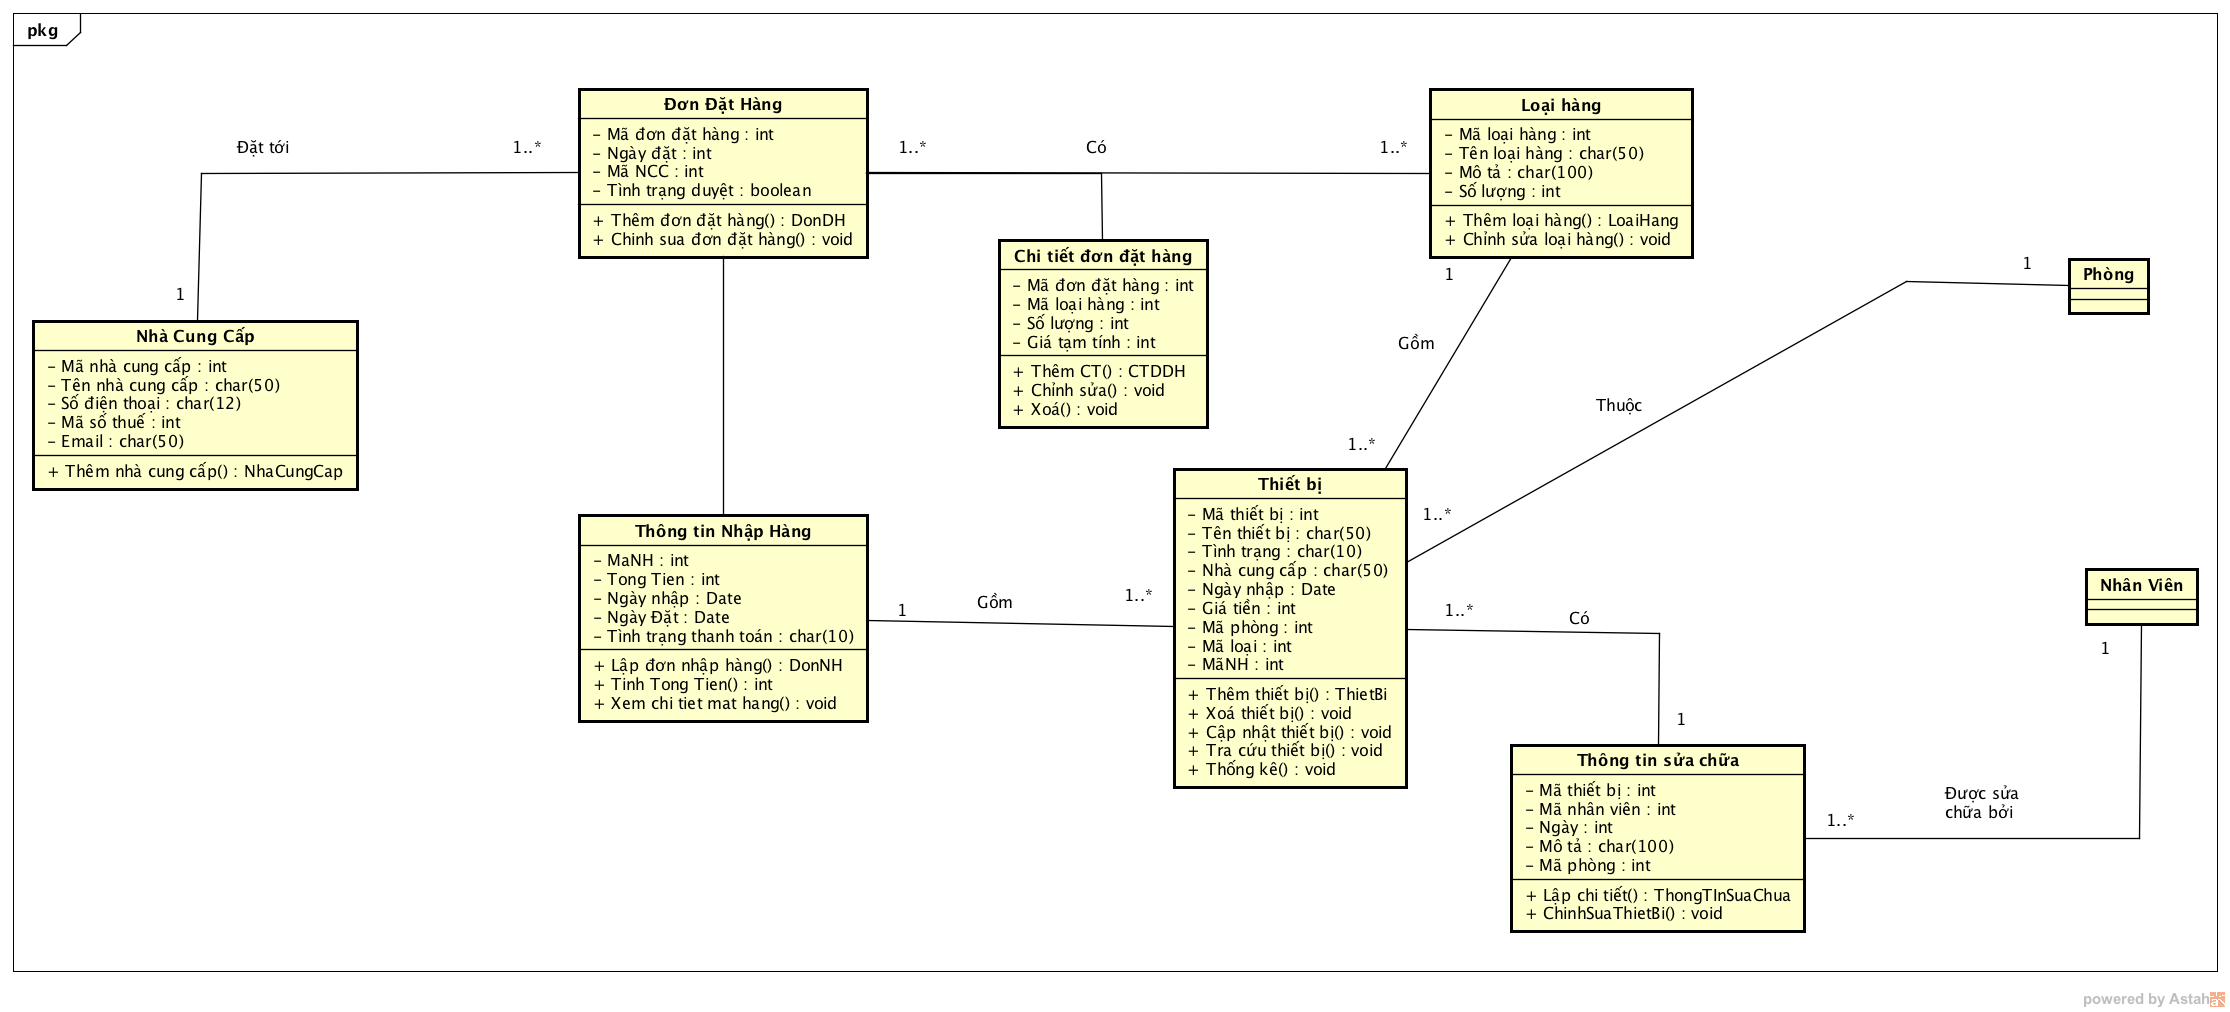 pkg
Đơn Đặt Hàng
– Mã đơn đặt hàng : int
– Ngày đặt : int
– Mã NCC : int
– Tình trạng duyệt : boolean
+ Thêm đơn đặt hàng() : DonDH
+ Chinh sua đơn đặt hàng() : void
Đặt tới
1..*
1
1..*
Có
1..*
Loại hàng
– Mã loại hàng : int
– Tên loại hàng : char(50)
– Mô tả : char(100)
– Số lượng : int
+ Thêm loại hàng() : LoaiHang
+ Chỉnh sửa loại hàng() : void
Chi tiết đơn đặt hàng
– Mã đơn đặt hàng : int
– Mã loại hàng : int
– Số lượng : int
– Giá tạm tính : int
+ Thêm CT() : CTDDH
+ Chỉnh sửa() : void
+ Xoá() : void
1
Gồm
1..*
1
Phòng
Thuộc
1..*
Nhà Cung Cấp
– Mã nhà cung cấp : int
– Tên nhà cung cấp : char(50)
– Số điện thoại : char(12)
– Mã số thuế : int
– Email : char(50)
+ Thêm nhà cung cấp() : NhaCungCap
Thông tin Nhập Hàng
– MaNH : int
– Tong Tien : int
– Ngày nhập : Date
– Ngày Đặt : Date
– Tình trạng thanh toán : char(10)
+ Lập đơn nhập hàng() : DonNH
+ Tinh Tong Tien() : int
+ Xem chi tiet mat hang() : void
1
Gồm
1..*
Thiết bị
– Mã thiết bị : int
– Tên thiết bị : char(50)
– Tình trạng : char(10)
– Nhà cung cấp : char(50)
– Ngày nhập : Date
– Giá tiền : int
– Mã phòng : int
– Mã loại : int
– MãNH : int
+ Thêm thiết bị() : ThietBi
+ Xoá thiết bị() : void
+ Cập nhật thiết bị() : void
+ Tra cứu thiết bị() : void
+ Thống kê() : void
1..*
Có
1
Nhân Viên
1
Thông tin sửa chữa
– Mã thiết bị : int
– Mã nhân viên : int
– Ngày : int
– Mô tả : char(100)
– Mã phòng : int
+ Lập chi tiết() : ThongTInSuaChua
+ ChinhSuaThietBi() : void
1..*
Được sửa
chữa bởi
powered by Astah